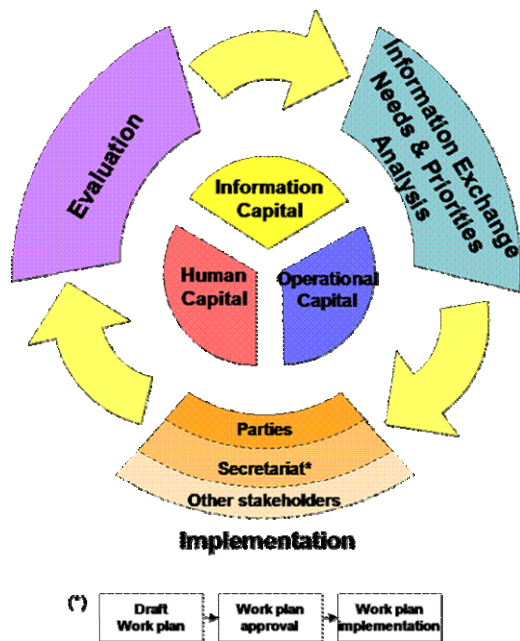 Evaluation
Information Exchange
Needs & Priorities
Analysis
Information
Capital
Human
Capital
Operational
Capital
Parties
Secretariat*
Other stakeholders
Implementation
(*)
Draft
Work plan
Work plan
approval
Work plan
implementation